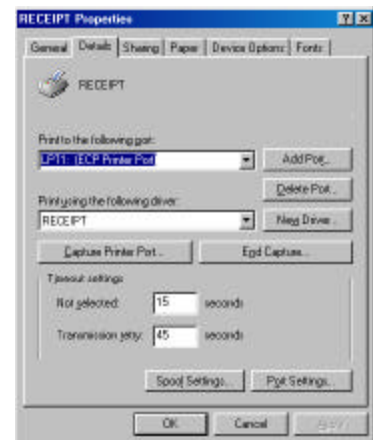 RECEIPT Properties
General Details Sharing Paper Device Options Fonts
RECEIPT
Print to the following port:
LPT1: (ECP Printer Port) Add Port...
Delete Port...
Print using the following driver:
RECEIPT New Driver...
Capture Printer Port... End Capture...
Timeout settings
Not selected: 15 seconds
Transmission retry: 45 seconds
Spool Settings... Port Settings...
OK Cancel Apply